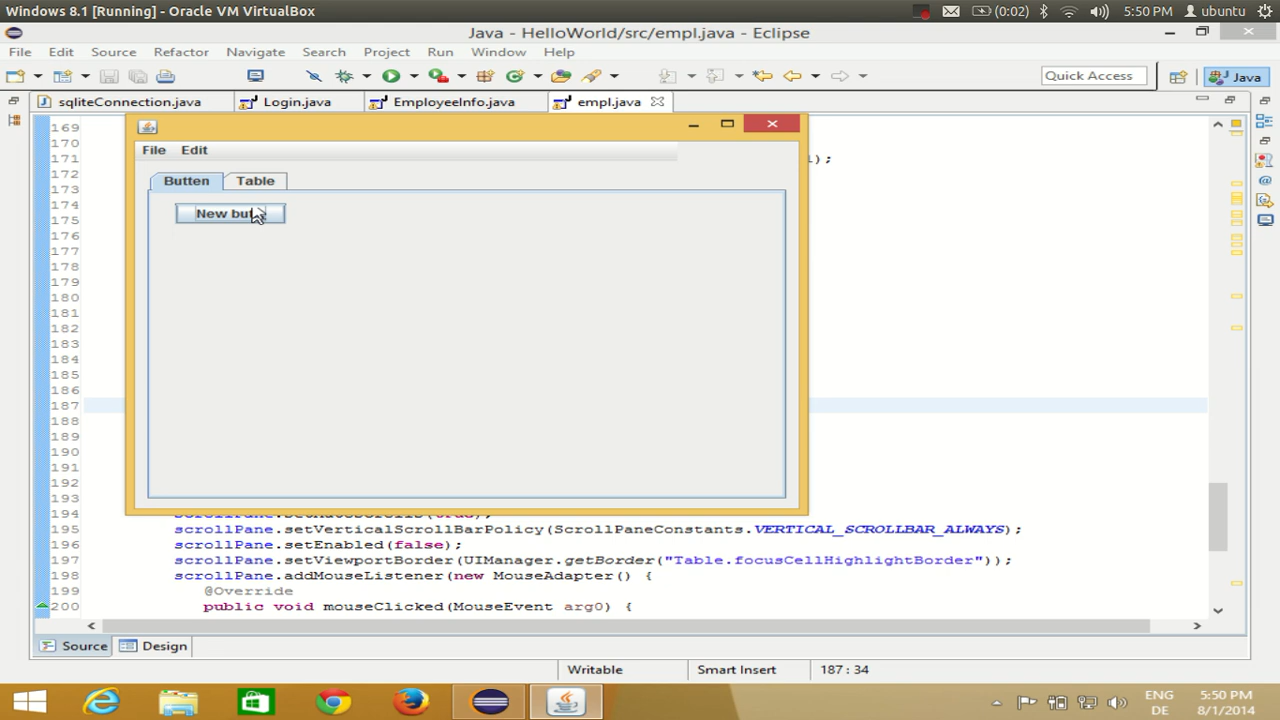 Windows 8.1 [Running] - Oracle VM VirtualBox
(0:02)
5:50 PM
ubuntu
Java - HelloWorld/src/empl.java - Eclipse
File Edit Source Refactor Navigate Search Project Run Window Help
Quick Access
Java
sqliteConnection.java
Login.java
EmployeeInfo.java
empl.java
File Edit
Butten
Table
New
169
170
171 );
172
173
174
175
176
177
178
179
180
181
182
183
184
185
186
187
188
189
190
191
192
193
194
195 scrollPane.setVerticalScrollBarPolicy(ScrollPaneConstants.VERTICAL_SCROLLBAR_ALWAYS);
196 scrollPane.setEnabled(false);
197 scrollPane.setViewportBorder(UIManager.getBorder("Table.focusCellHighlightBorder"));
198 scrollPane.addMouseListener(new MouseAdapter() {
199 @Override
200 public void mouseClicked(MouseEvent arg0) {
Source
Design
Writable
Smart Insert
187 : 34
ENG
DE
5:50 PM
8/1/2014